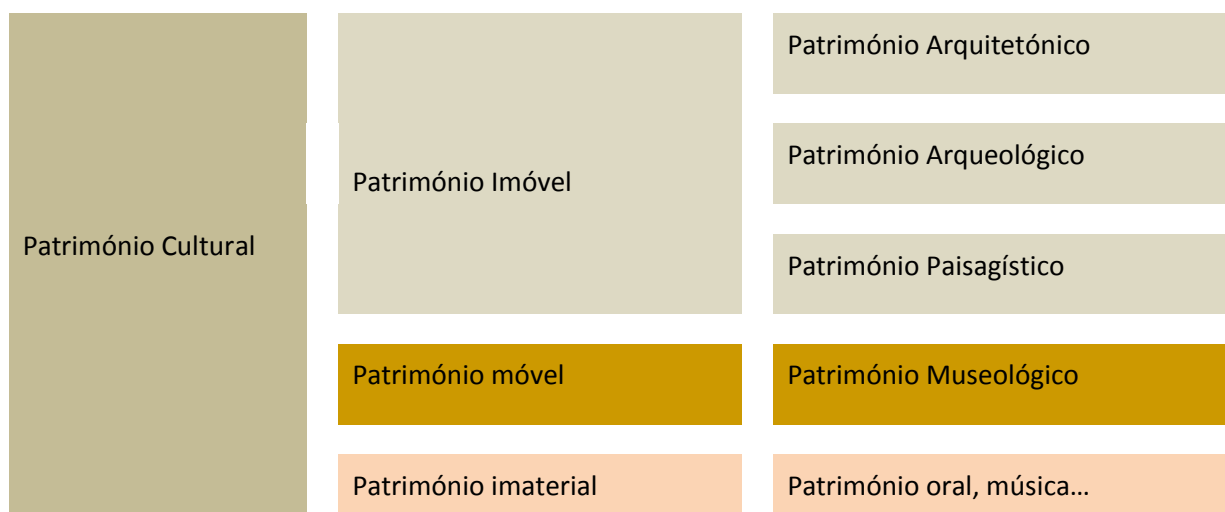 Património Cultural
Património Imóvel
Património Arquitetónico
Património Arqueológico
Património Paisagístico
Património móvel
Património Museológico
Património imaterial
Património oral, música…